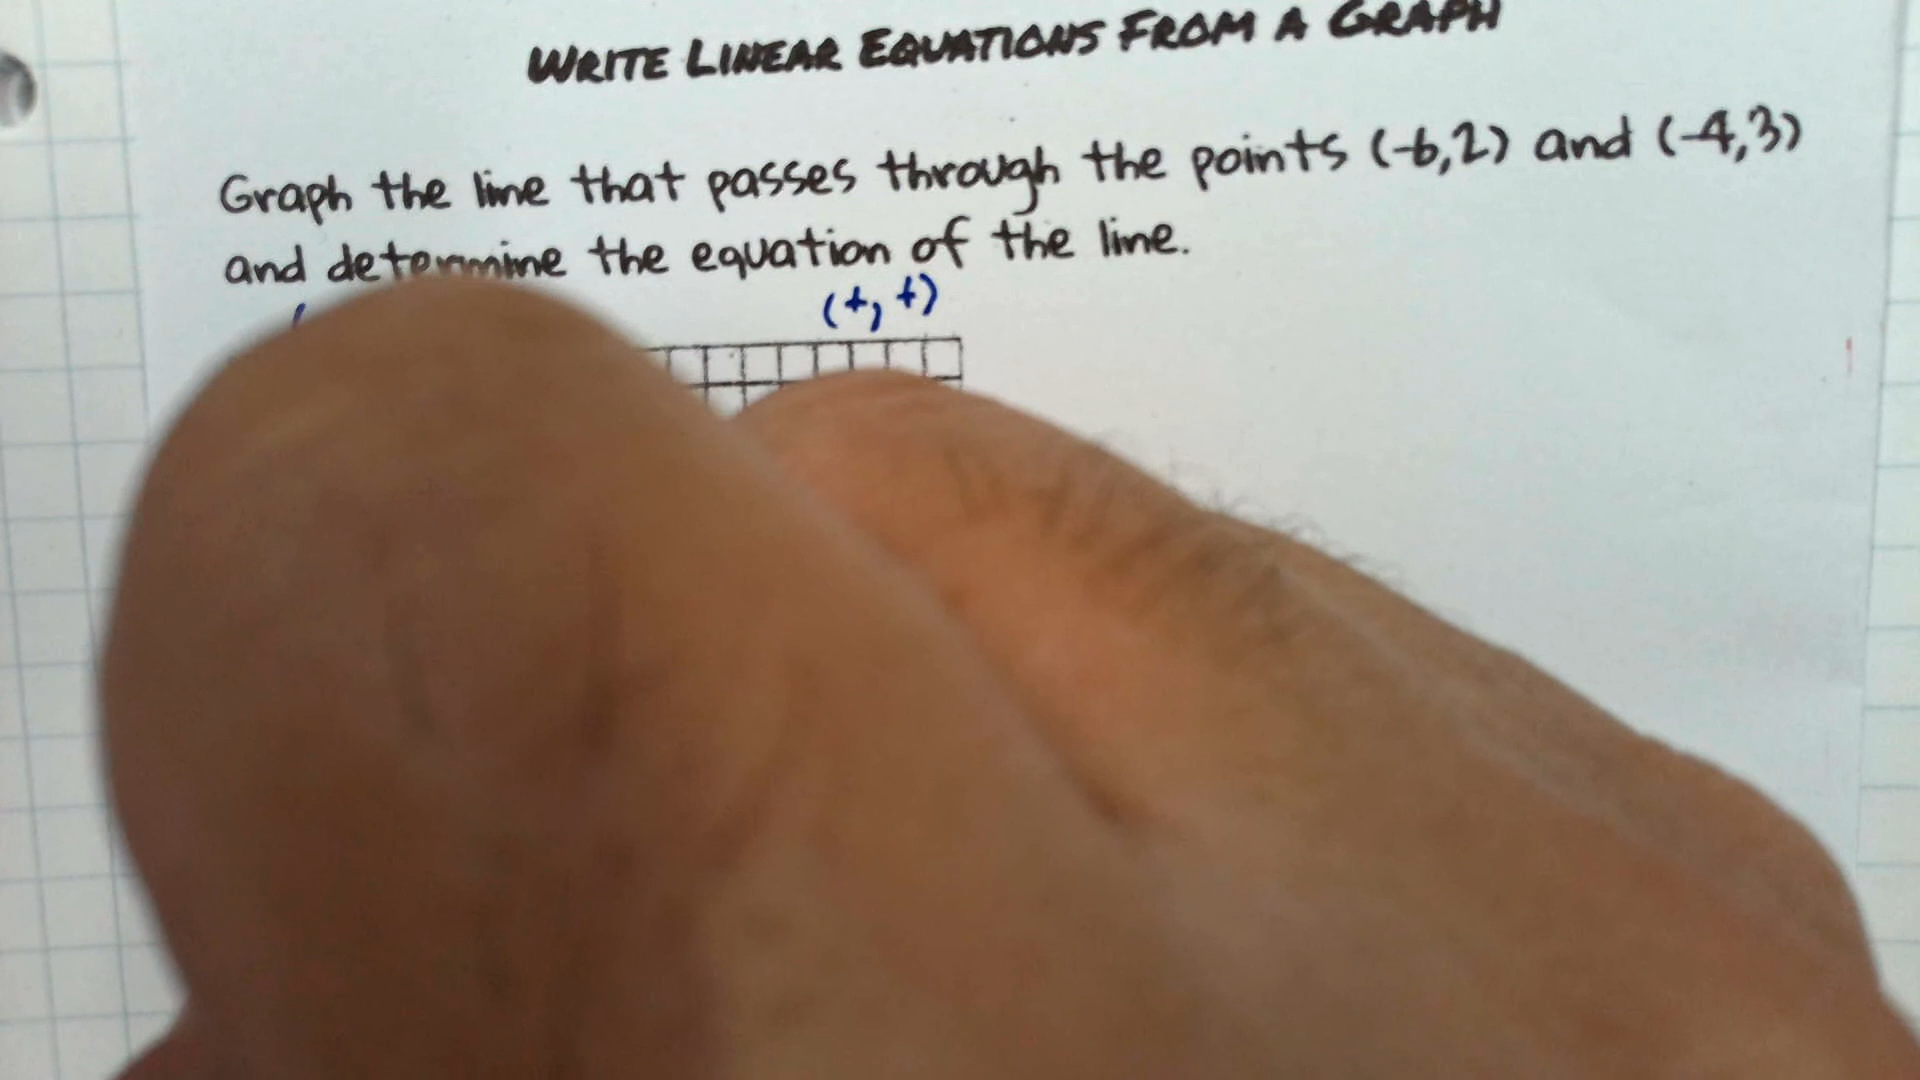 WRITE LINEAR EQUATIONS FROM A GRAPH
Graph the line that passes through the points (-6,2) and (-4,3)
and determine the equation of the line.
(+, +)